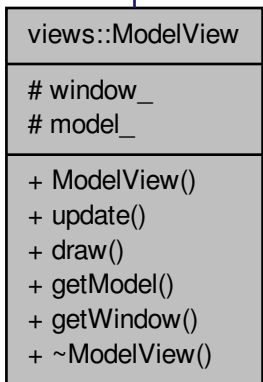 views::ModelView
# window_
# model_
+ ModelView()
+ update()
+ draw()
+ getModel()
+ getWindow()
+ ~ModelView()